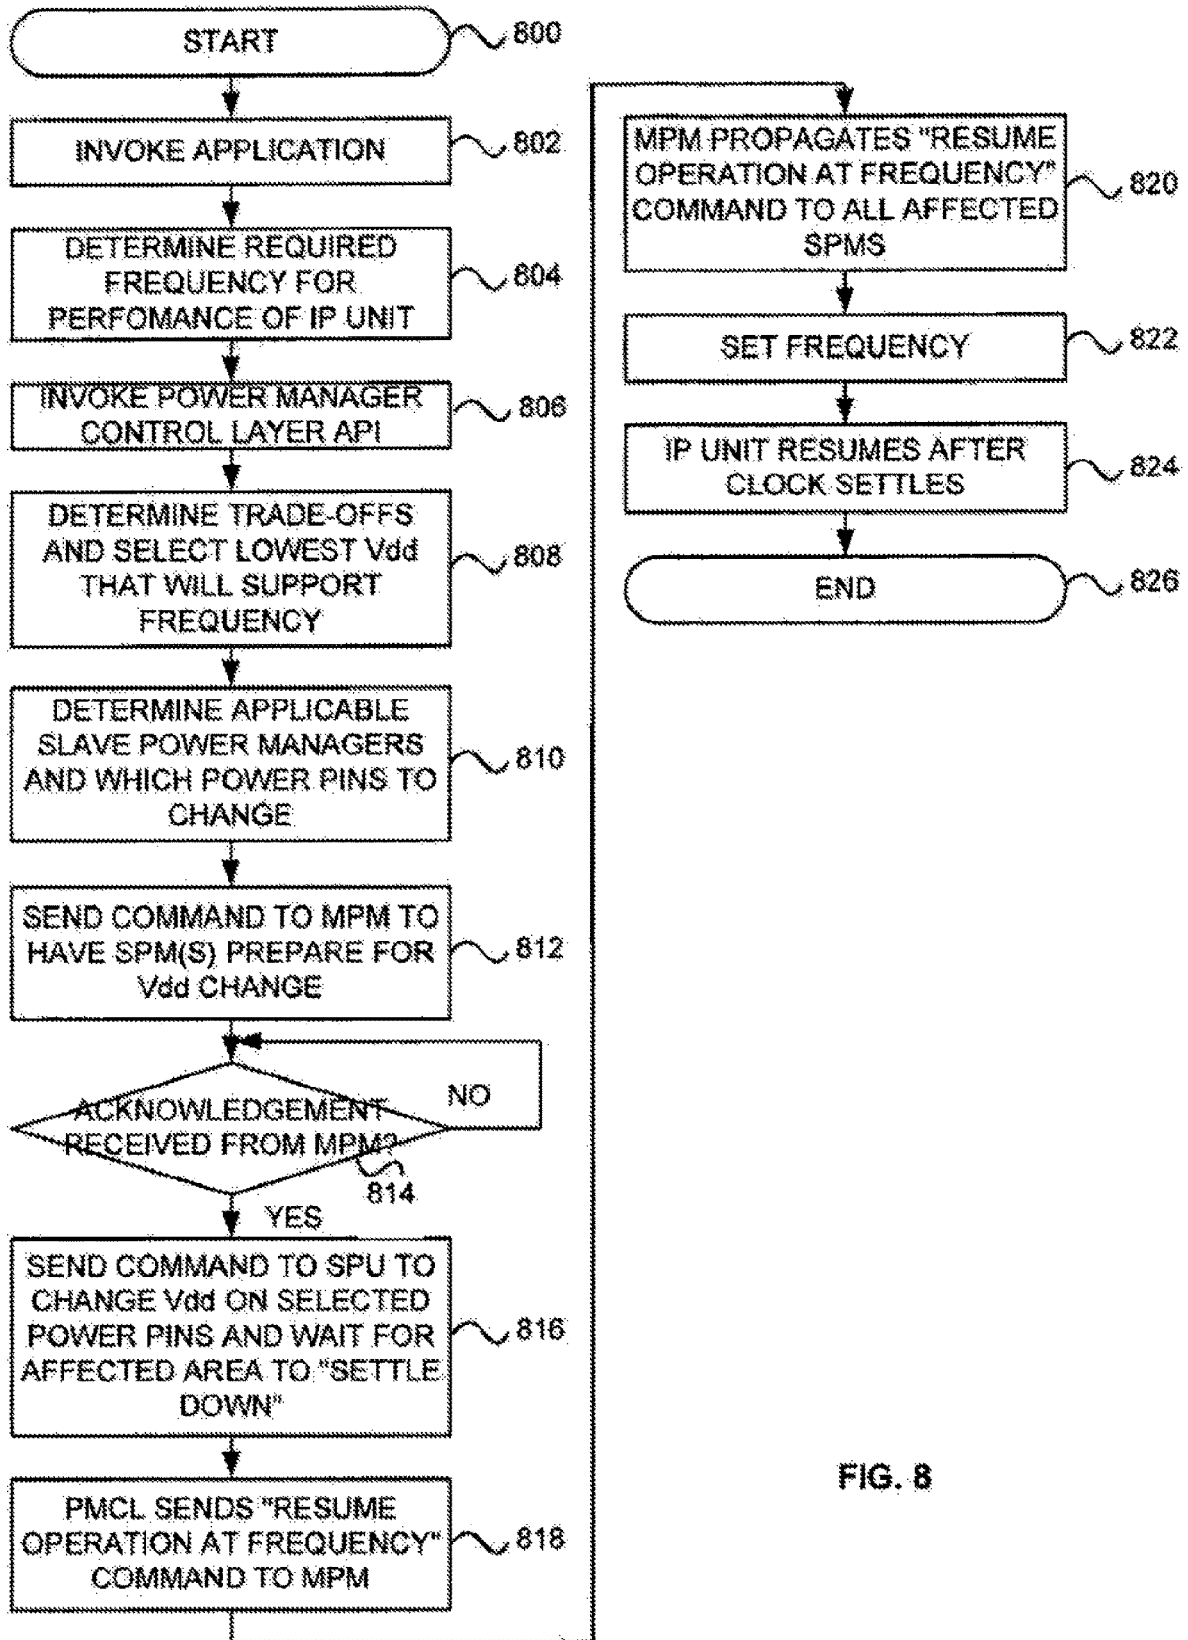 START
800
INVOKE APPLICATION
802
DETERMINE REQUIRED
FREQUENCY FOR
PERFOMANCE OF IP UNIT
804
INVOKE POWER MANAGER
CONTROL LAYER API
806
DETERMINE TRADE-OFFS
AND SELECT LOWEST Vdd
THAT WILL SUPPORT
FREQUENCY
808
DETERMINE APPLICABLE
SLAVE POWER MANAGERS
AND WHICH POWER PINS TO
CHANGE
810
SEND COMMAND TO MPM TO
HAVE SPM(S) PREPARE FOR
Vdd CHANGE
812
ACKNOWLEDGEMENT
RECEIVED FROM MPM?
814
NO
YES
SEND COMMAND TO SPU TO
CHANGE Vdd ON SELECTED
POWER PINS AND WAIT FOR
AFFECTED AREA TO "SETTLE
DOWN"
816
PMCL SENDS "RESUME
OPERATION AT FREQUENCY"
COMMAND TO MPM
818
MPM PROPAGATES "RESUME
OPERATION AT FREQUENCY"
COMMAND TO ALL AFFECTED
SPMS
820
SET FREQUENCY
822
IP UNIT RESUMES AFTER
CLOCK SETTLES
824
END
826
FIG. 8